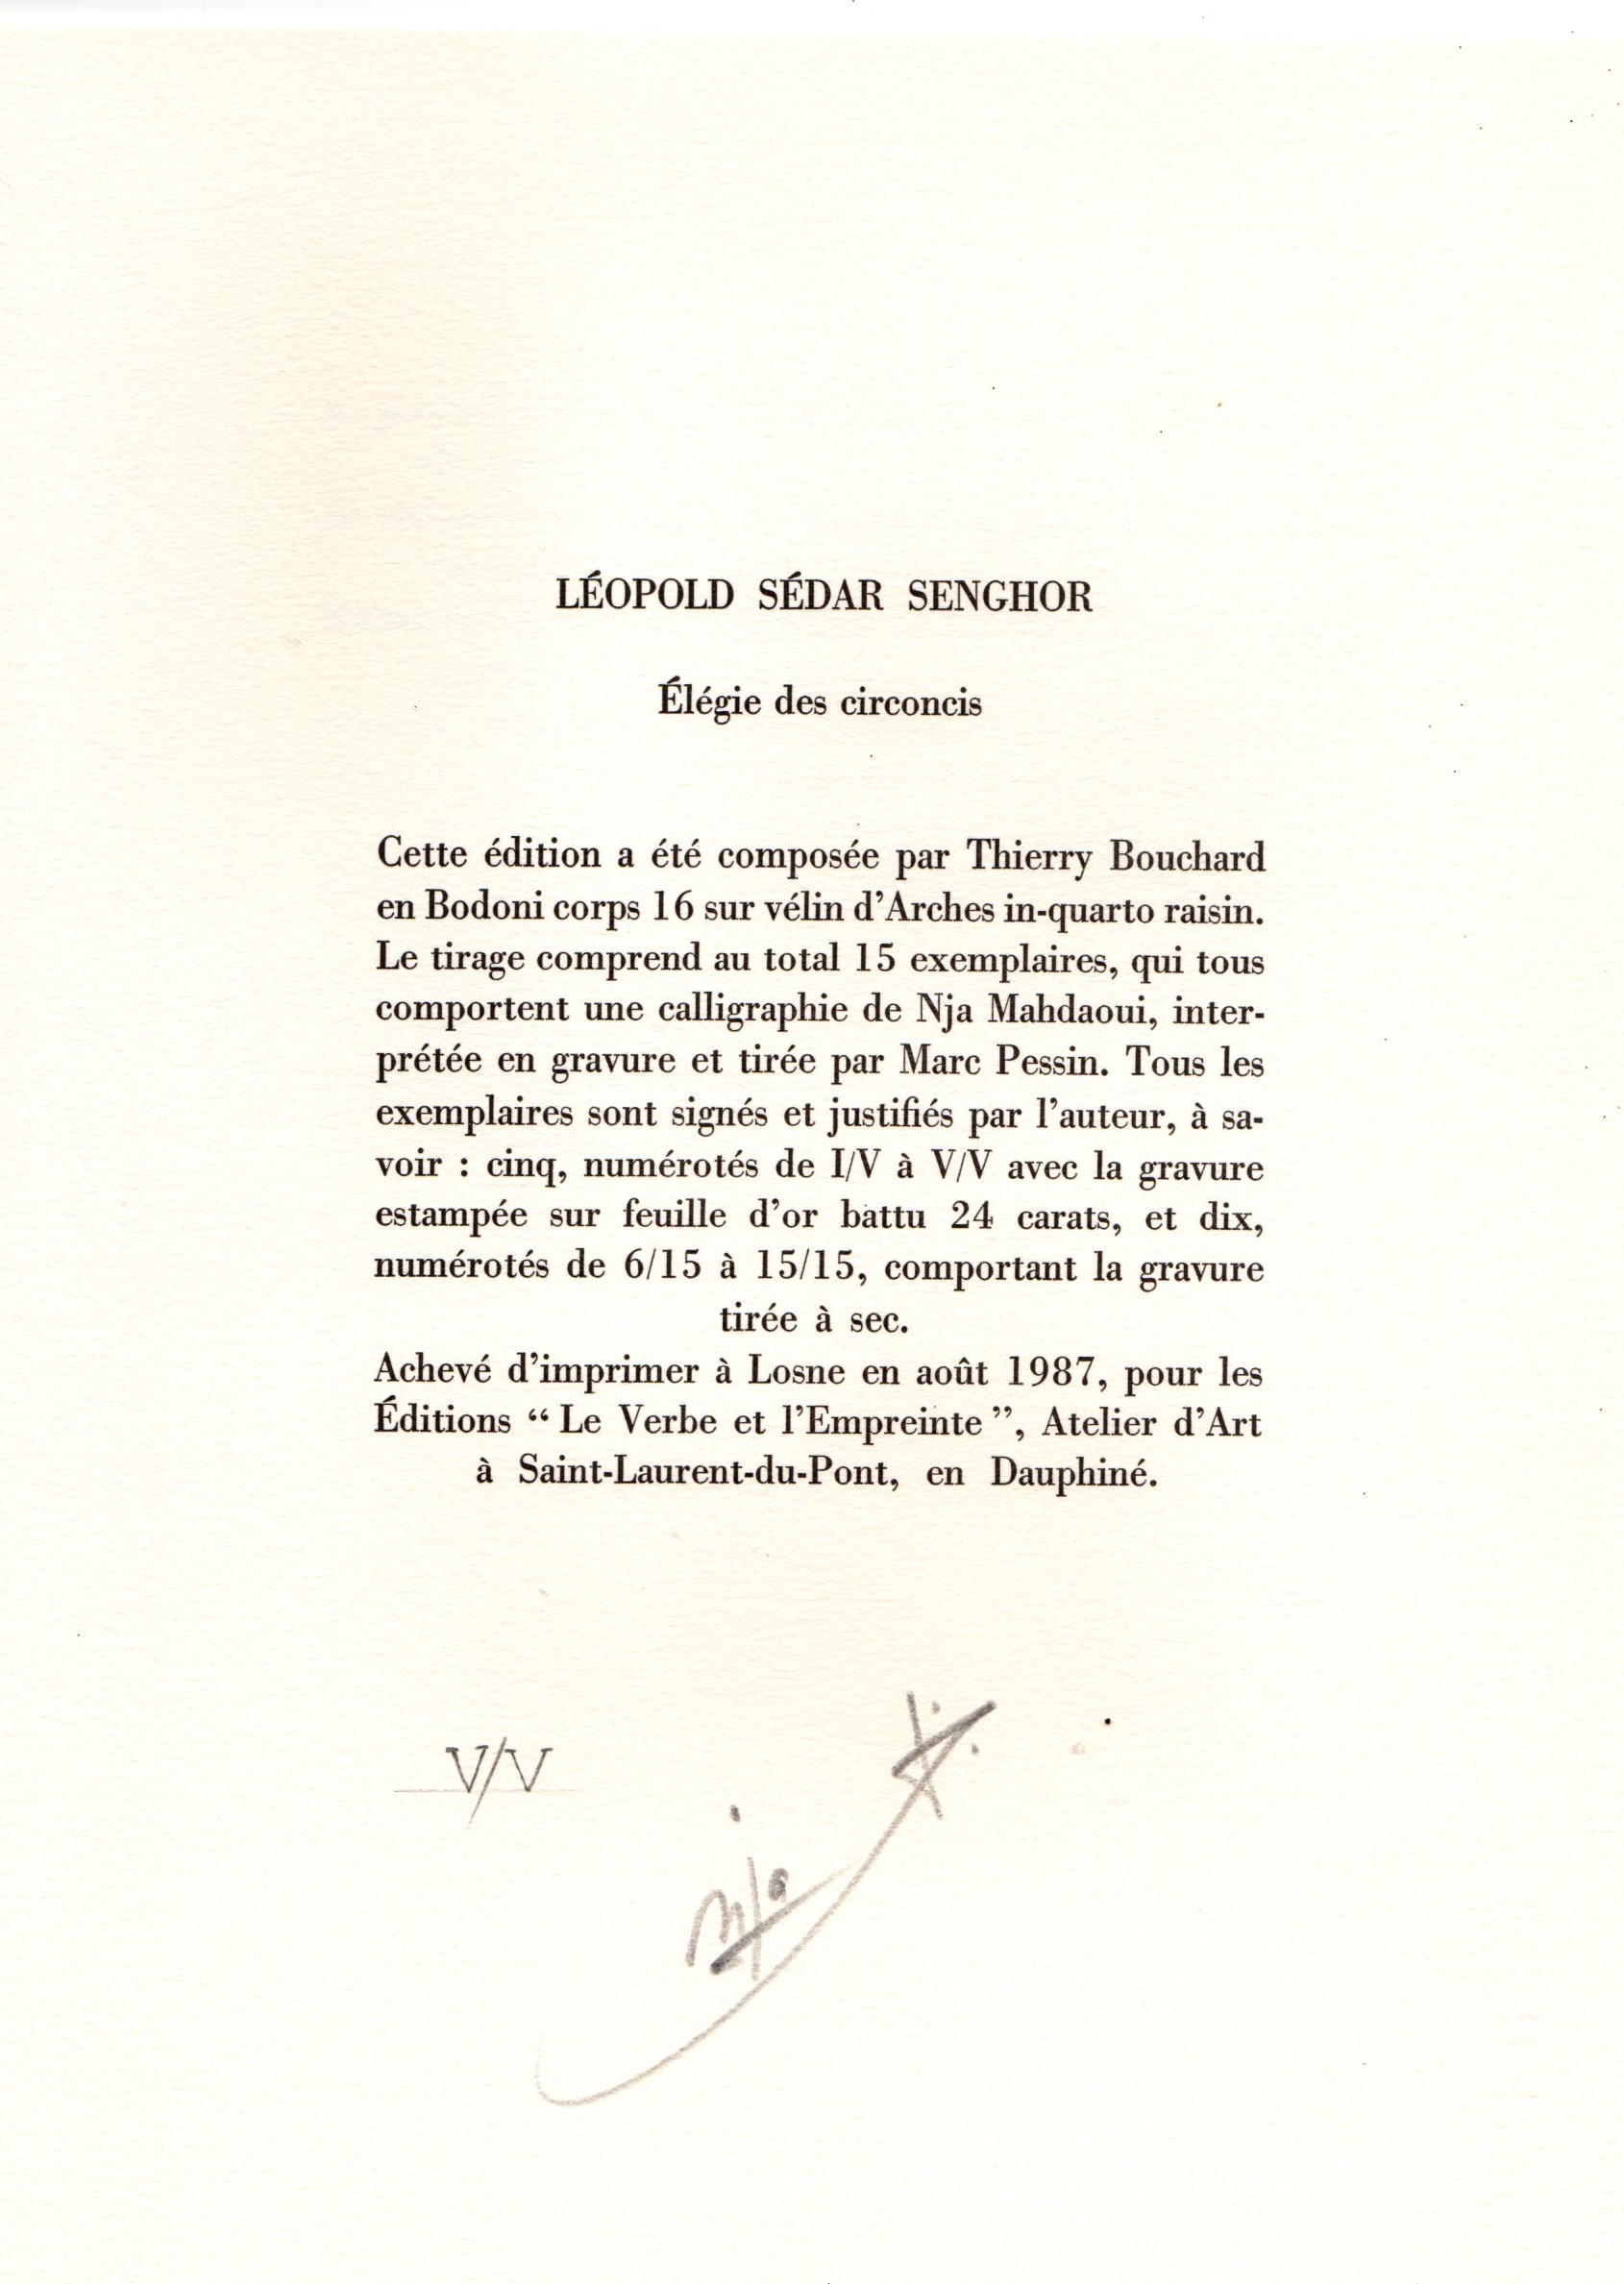 LÉOPOLD SÉDAR SENGHOR
Élégie des circoncis
Cette édition a été composée par Thierry Bouchard
en Bodoni corps 16 sur vélin d’Arches in-quarto raisin.
Le tirage comprend au total 15 exemplaires, qui tous
comportent une calligraphie de Nja Mahdaoui, inter-
prétée en gravure et tirée par Marc Pessin. Tous les
exemplaires sont signés et justifiés par l’auteur, à sa-
voir : cinq, numérotés de I/V à V/V avec la gravure
estampée sur feuille d’or battu 24 carats, et dix,
numérotés de 6/15 à 15/15, comportant la gravure
tirée à sec.
Achevé d’imprimer à Losne en août 1987, pour les
Éditions “ Le Verbe et l’Empreinte ”, Atelier d’Art
à Saint-Laurent-du-Pont, en Dauphiné.
V/V
nja